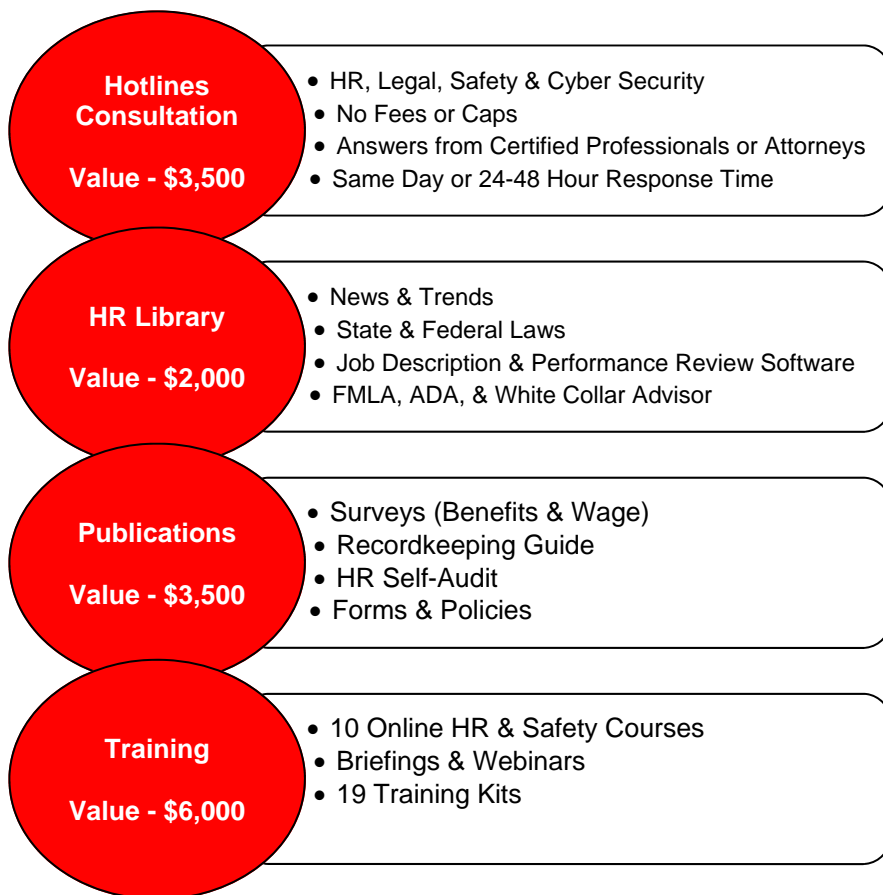 Hotlines
Consultation
Value - $3,500
• HR, Legal, Safety & Cyber Security
• No Fees or Caps
• Answers from Certified Professionals or Attorneys
• Same Day or 24-48 Hour Response Time
HR Library
Value - $2,000
• News & Trends
• State & Federal Laws
• Job Description & Performance Review Software
• FMLA, ADA, & White Collar Advisor
Publications
Value - $3,500
• Surveys (Benefits & Wage)
• Recordkeeping Guide
• HR Self-Audit
• Forms & Policies
Training
Value - $6,000
• 10 Online HR & Safety Courses
• Briefings & Webinars
• 19 Training Kits